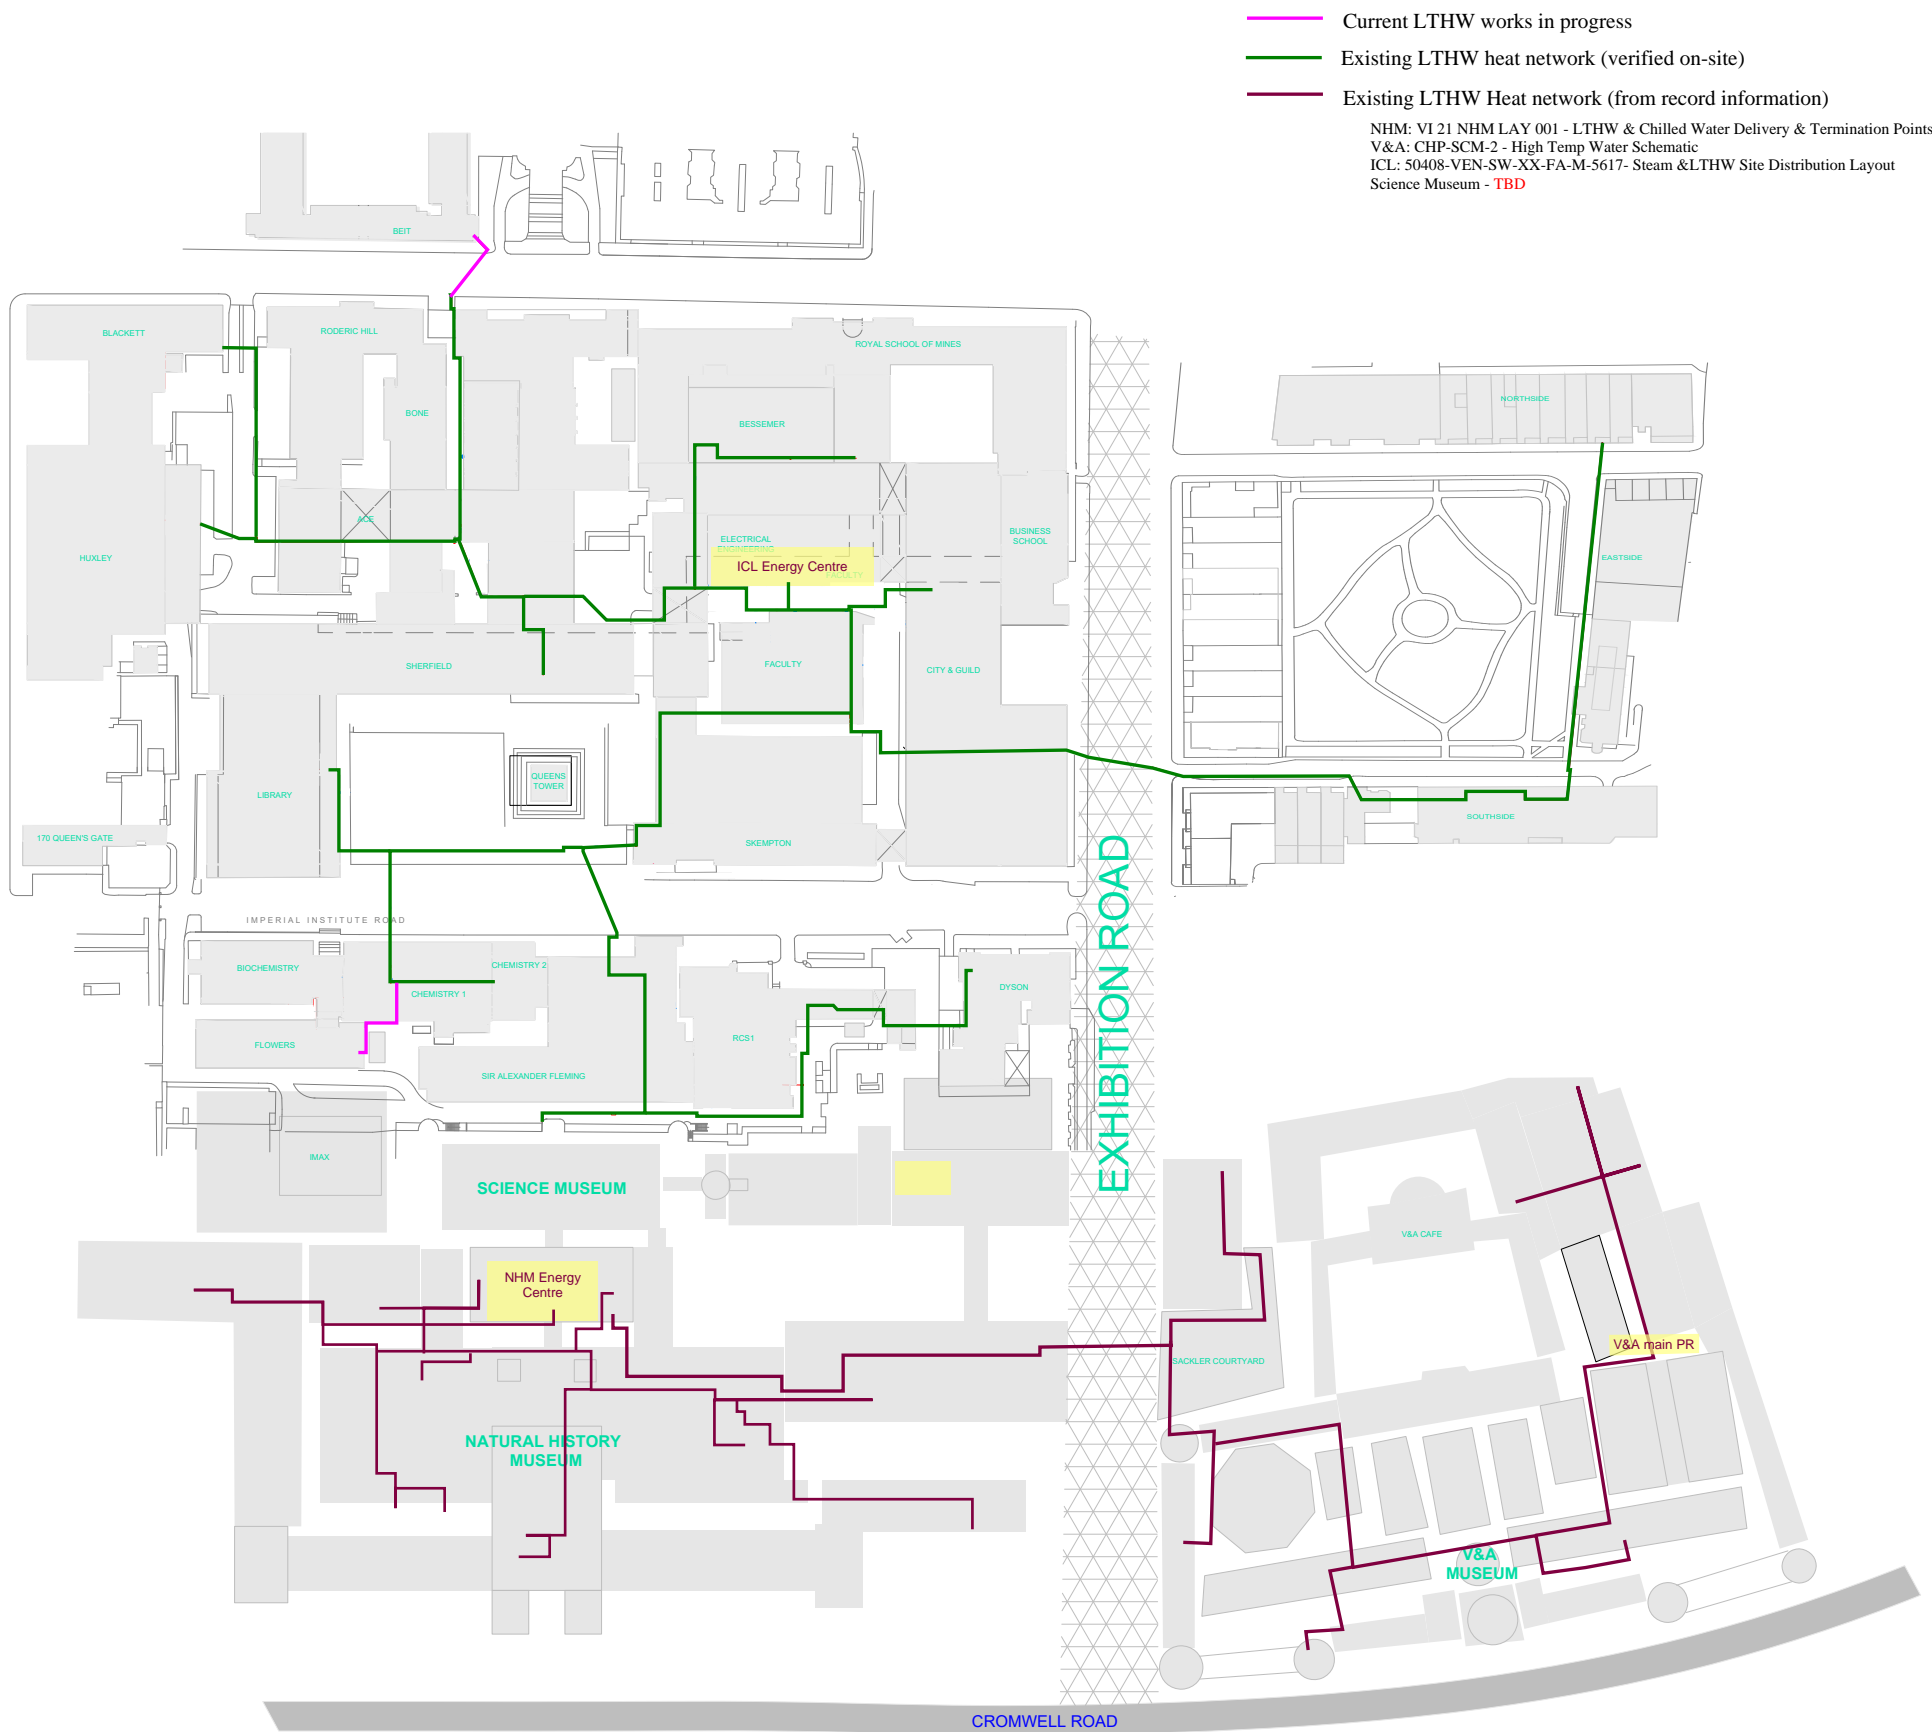 Current LTHW works in progress
Existing LTHW heat network (verified on-site)
Existing LTHW Heat network (from record information)
NHM: VI 21 NHM LAY 001 - LTHW & Chilled Water Delivery & Termination Points
V&A: CHP-SCM-2 - High Temp Water Schematic
ICL: 50408-VEN-SW-XX-FA-M-5617- Steam &LTHW Site Distribution Layout
Science Museum - TBD
BEIT
BLACKETT
RODERIC HILL
ROYAL SCHOOL OF MINES
BONE
BESSEMER
NORTHSIDE
ACE
HUXLEY
ELECTRICAL
ENGINEERING
BUSINESS
SCHOOL
EASTSIDE
ICL Energy Centre
FACULTY
SHERFIELD
FACULTY
CITY & GUILD
QUEENS
TOWER
LIBRARY
170 QUEEN'S GATE
SKEMPTON
SOUTHSIDE
EXHIBITION ROAD
IMPERIAL INSTITUTE ROAD
BIOCHEMISTRY
CHEMISTRY 2
CHEMISTRY 1
DYSON
FLOWERS
RCS1
SIR ALEXANDER FLEMING
IMAX
SCIENCE MUSEUM
V&A CAFE
NHM Energy
Centre
V&A main PR
SACKLER COURTYARD
NATURAL HISTORY
MUSEUM
V&A
MUSEUM
CROMWELL ROAD